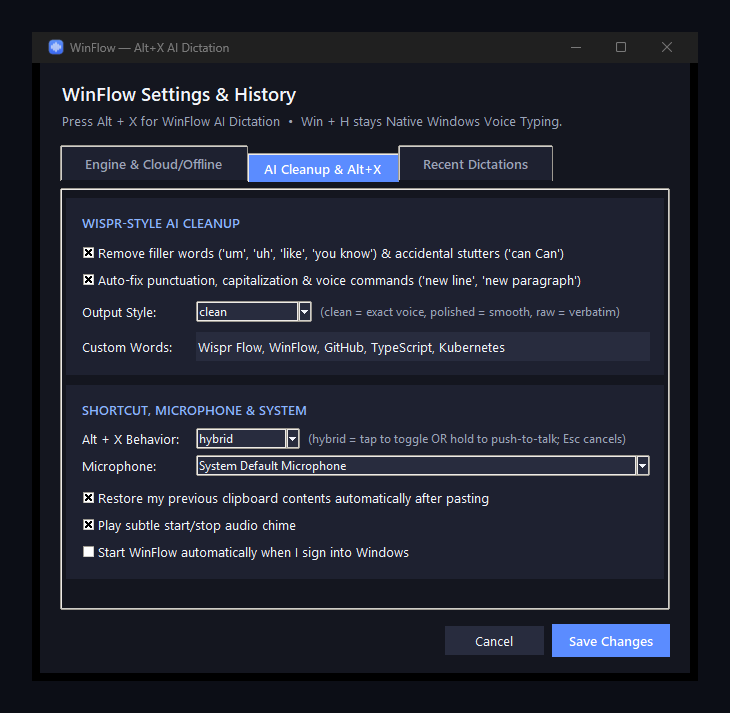 WinFlow — Alt+X AI Dictation
WinFlow Settings & History
Press Alt + X for WinFlow AI Dictation • Win + H stays Native Windows Voice Typing.
Engine & Cloud/Offline AI Cleanup & Alt+X Recent Dictations
WISPR-STYLE AI CLEANUP
Remove filler words ('um', 'uh', 'like', 'you know') & accidental stutters ('can Can')
Auto-fix punctuation, capitalization & voice commands ('new line', 'new paragraph')
Output Style: clean (clean = exact voice, polished = smooth, raw = verbatim)
Custom Words: Wispr Flow, WinFlow, GitHub, TypeScript, Kubernetes
SHORTCUT, MICROPHONE & SYSTEM
Alt + X Behavior: hybrid (hybrid = tap to toggle OR hold to push-to-talk; Esc cancels)
Microphone: System Default Microphone
Restore my previous clipboard contents automatically after pasting
Play subtle start/stop audio chime
Start WinFlow automatically when I sign into Windows
Cancel Save Changes